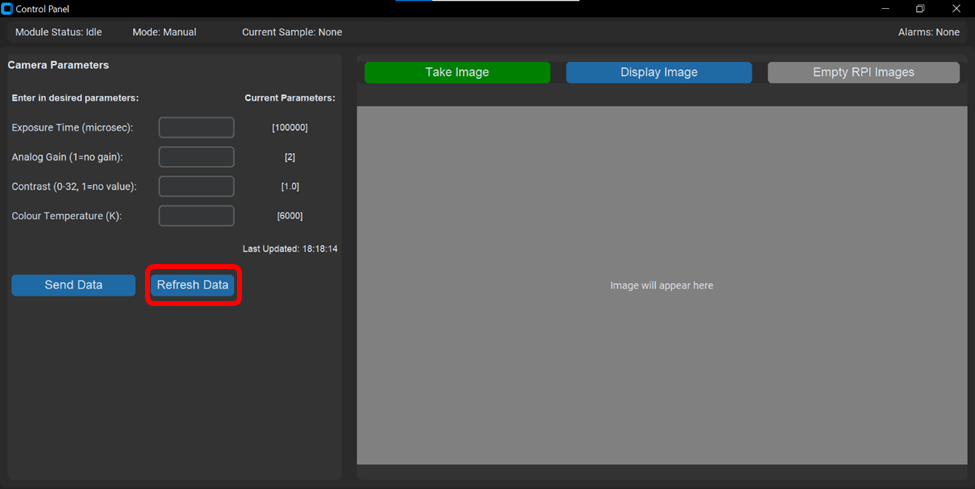 Control Panel
Module Status: Idle Mode: Manual Current Sample: None Alarms: None
Camera Parameters
Enter in desired parameters: Current Parameters:
Exposure Time (microsec): [100000]
Analog Gain (1=no gain): [2]
Contrast (0-32, 1=no value): [1.0]
Colour Temperature (K): [6000]
Last Updated: 18:18:14
Send Data Refresh Data
Take Image Display Image Empty RPI Images
Image will appear here